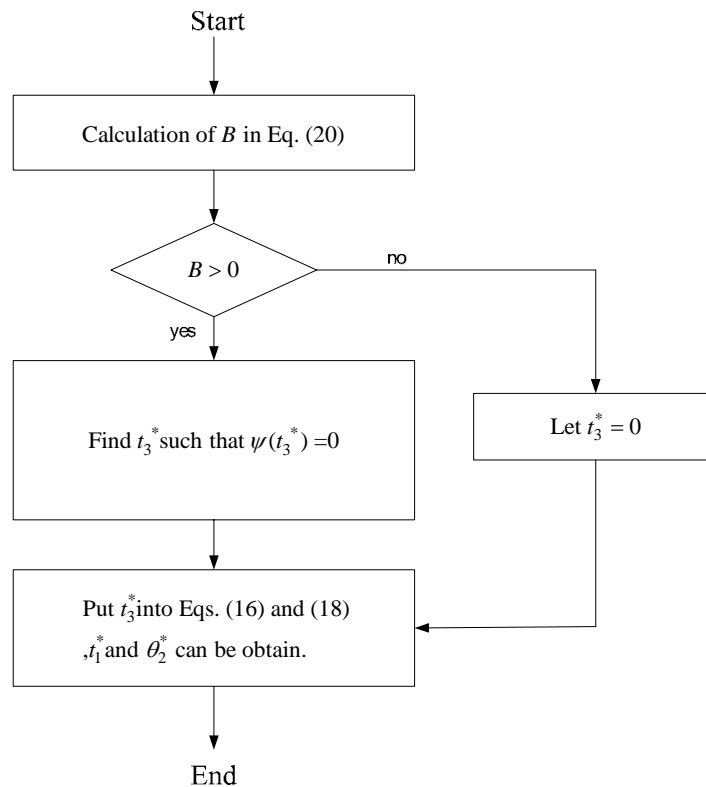 Start
Calculation of B in Eq. (20)
B > 0
no
yes
Find t₃* such that ψ(t₃*) =0
Let t₃* = 0
Put t₃* into Eqs. (16) and (18)
,t₁* and θ₂* can be obtain.
End